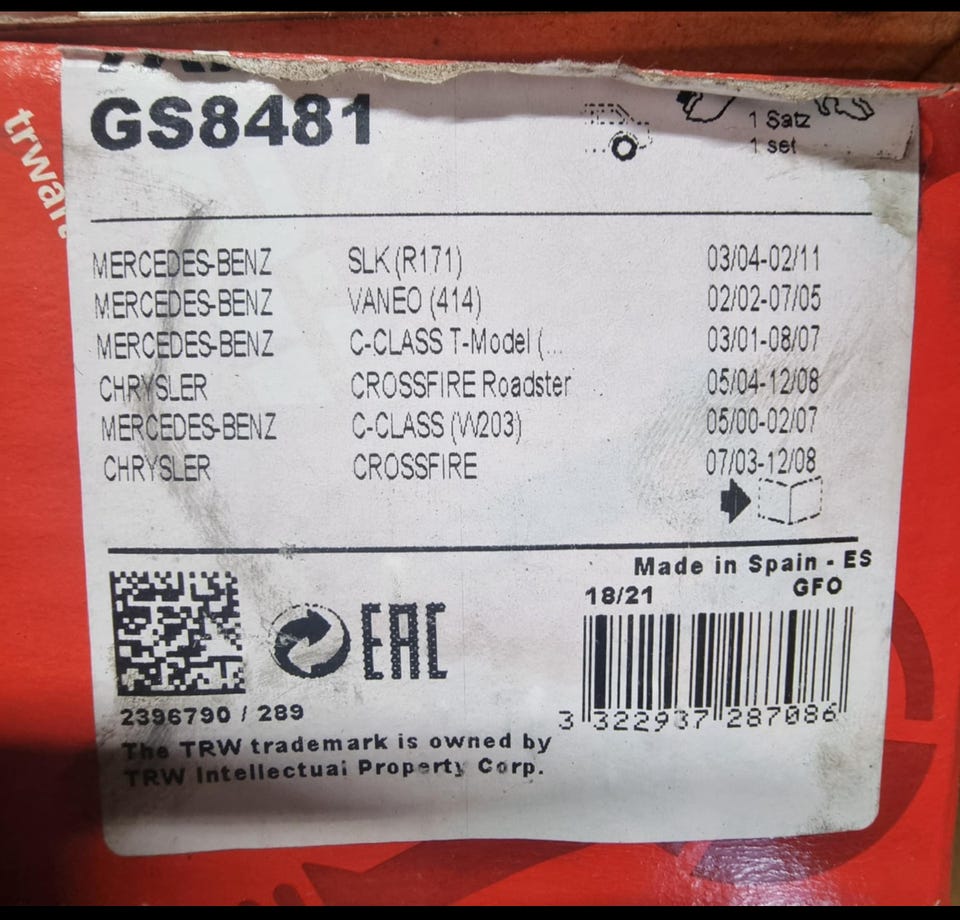 GS8481
1 Satz
1 set
MERCEDES-BENZ SLK (R171) 03/04-02/11
MERCEDES-BENZ VANEO (414) 02/02-07/05
MERCEDES-BENZ C-CLASS T-Model (... 03/01-08/07
CHRYSLER CROSSFIRE Roadster 05/04-12/08
MERCEDES-BENZ C-CLASS (W203) 05/00-02/07
CHRYSLER CROSSFIRE 07/03-12/08
Made in Spain - ES
18/21 GFO
EAC
2396790 / 289
3 322937 287086
The TRW trademark is owned by
TRW Intellectual Property Corp.